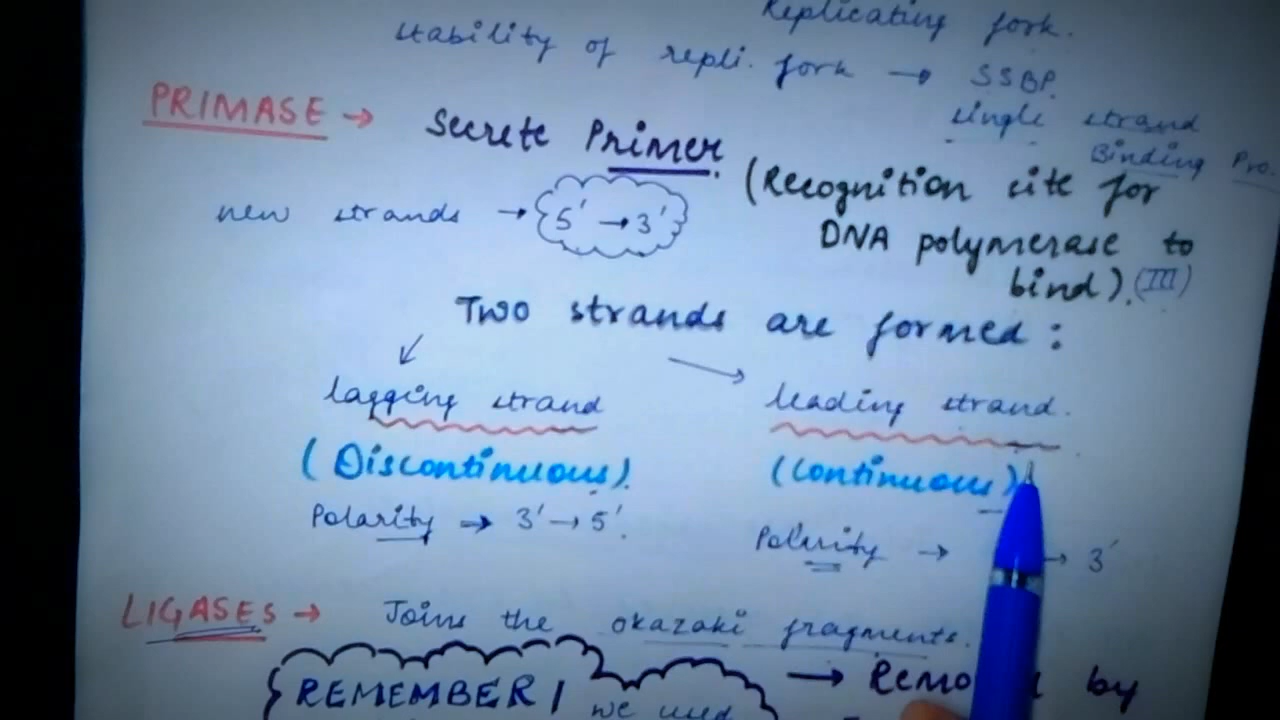 Replicating fork.
stability of repli. fork → SSBP.
single strand
Binding Pro.
PRIMASE → Secrete Primer.
(Recognition site for
DNA polymerase to
bind). (III)
new strands → 5' → 3'
Two strands are formed:
lagging strand
leading strand.
(Discontinuous).
(Continuous)
Polarity → 3' → 5'.
Polarity → → 3'
LIGASES → Joins the okazaki fragments.
REMEMBER!
we used
→ by